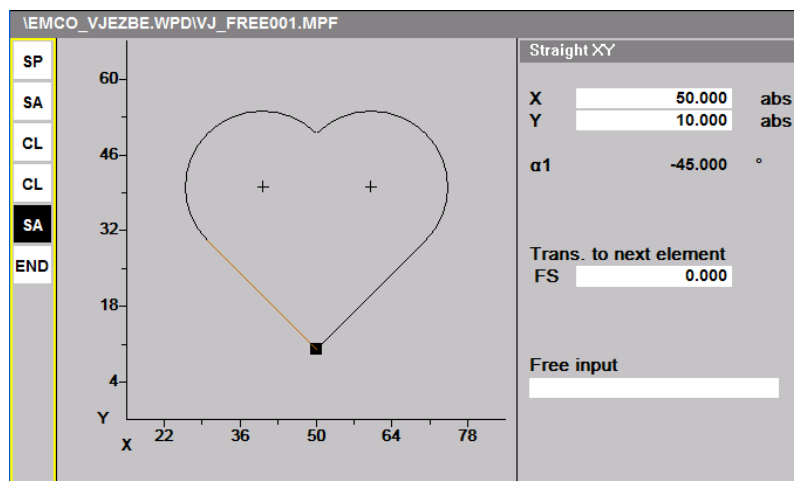 \EMCO_VJEZBE.WPD\VJ_FREE001.MPF
SP
SA
CL
CL
SA
END
60
46
32
18
4
Y
X
22 36 50 64 78
Straight XY
X 50.000 abs
Y 10.000 abs
α1 -45.000 °
Trans. to next element
FS 0.000
Free input